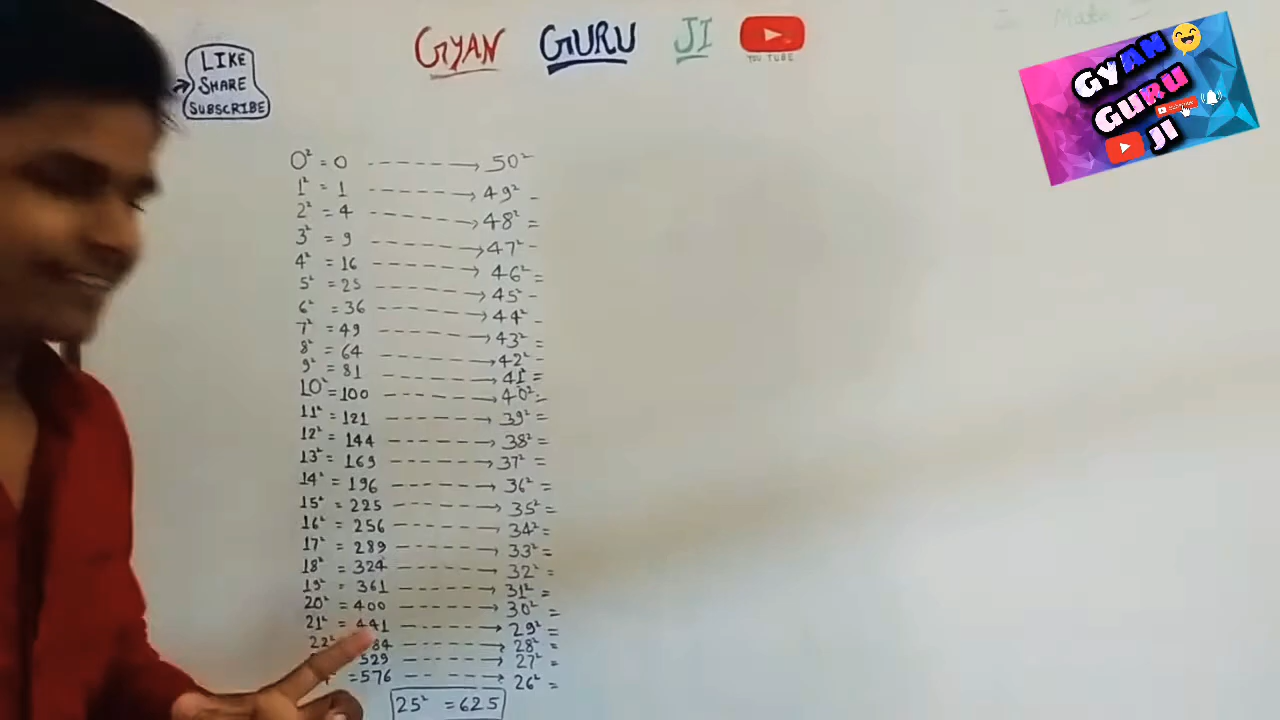 GYAN GURU JI
YOU TUBE
LIKE
SHARE
SUBSCRIBE
GYAN
GURU
JI
0² = 0 -----→ 50²
1² = 1 -----→ 49² -
2² = 4 -----→ 48² =
3² = 9 -----→ 47² -
4² = 16 -----→ 46² =
5² = 25 -----→ 45² -
6² = 36 -----→ 44² -
7² = 49 -----→ 43² =
8² = 64 -----→ 42² -
9² = 81 -----→ 41² =
10² = 100 -----→ 40² =
11² = 121 -----→ 39² =
12² = 144 -----→ 38² =
13² = 169 -----→ 37² =
14² = 196 -----→ 36² =
15² = 225 -----→ 35² =
16² = 256 -----→ 34² =
17² = 289 -----→ 33² =
18² = 324 -----→ 32² =
19² = 361 -----→ 31² =
20² = 400 -----→ 30² =
21² = 441 -----→ 29² =
22² 84 -----→ 28² =
529 -----→ 27² =
= 576 -----→ 26² =
25² = 625